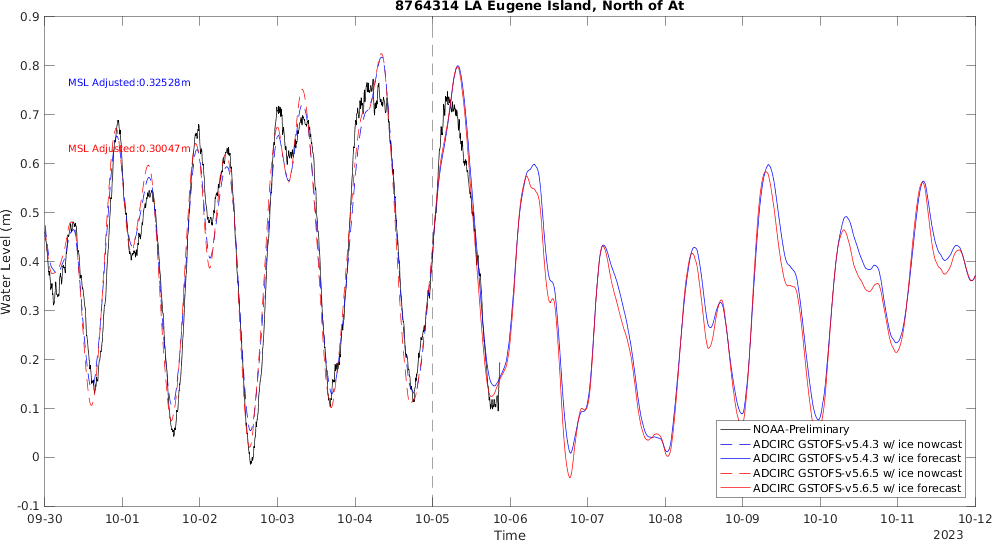 8764314 LA Eugene Island, North of At
0.9
0.8
0.7
0.6
0.5
0.4
0.3
0.2
0.1
0
-0.1
Water Level (m)
MSL Adjusted:0.32528m
MSL Adjusted:0.30047m
NOAA-Preliminary
ADCIRC GSTOFS-v5.4.3 w/ ice nowcast
ADCIRC GSTOFS-v5.4.3 w/ ice forecast
ADCIRC GSTOFS-v5.6.5 w/ ice nowcast
ADCIRC GSTOFS-v5.6.5 w/ ice forecast
09-30 10-01 10-02 10-03 10-04 10-05 10-06 10-07 10-08 10-09 10-10 10-11 10-12
Time
2023